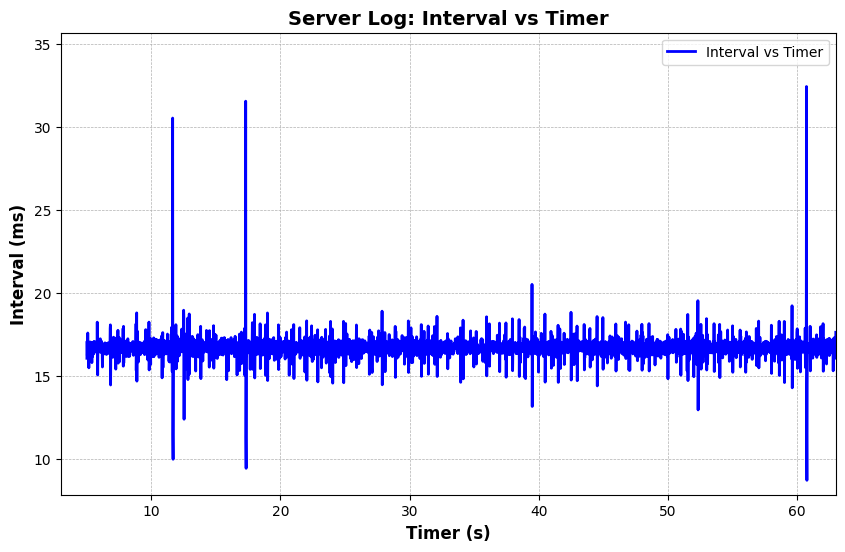 Server Log: Interval vs Timer
Interval vs Timer
35
30
25
20
15
10
Interval (ms)
10 20 30 40 50 60
Timer (s)